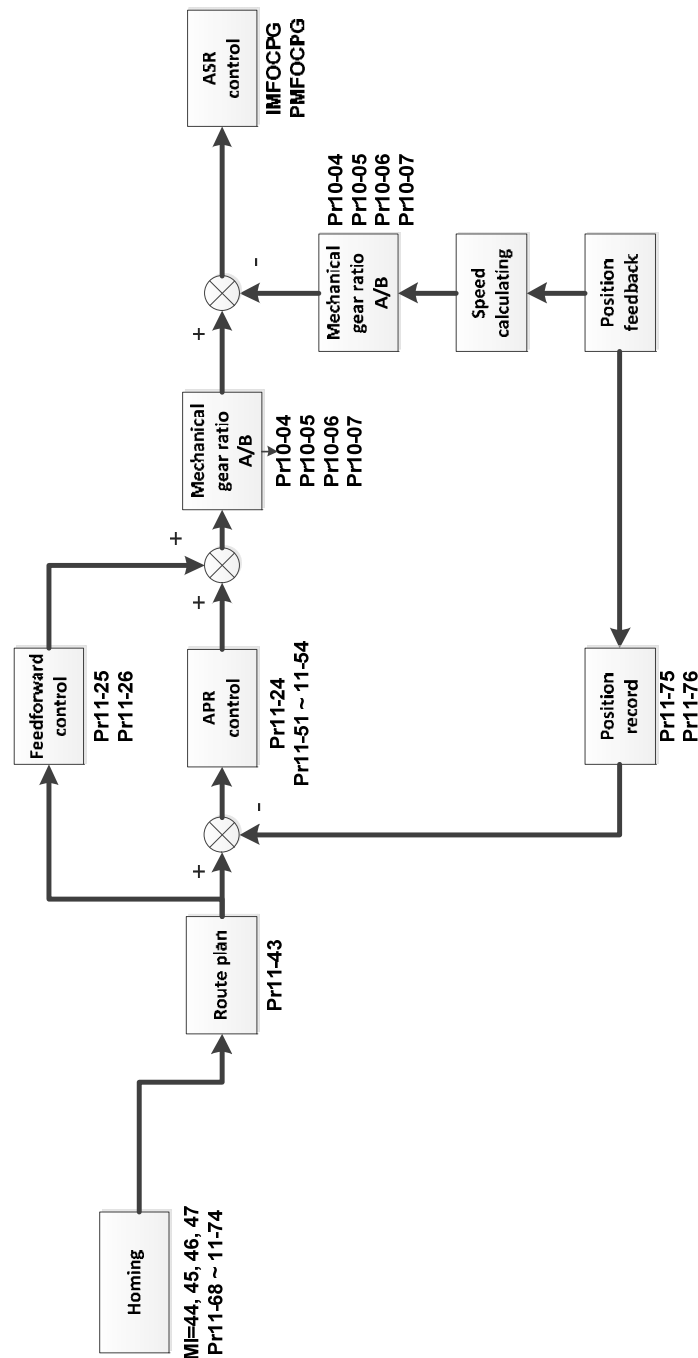 Homing
MI=44, 45, 46, 47
Pr11-68 ~ 11-74
Route plan
Pr11-43
+
-
Feedforward
control
Pr11-25
Pr11-26
APR
control
Pr11-24
Pr11-51 ~ 11-54
Position
record
Pr11-75
Pr11-76
+
+
Mechanical
gear ratio
A/B
Pr10-04
Pr10-05
Pr10-06
Pr10-07
+
-
Mechanical
gear ratio
A/B
Pr10-04
Pr10-05
Pr10-06
Pr10-07
Speed
calculating
Position
feedback
ASR
control
IMFOCPG
PMFOCPG